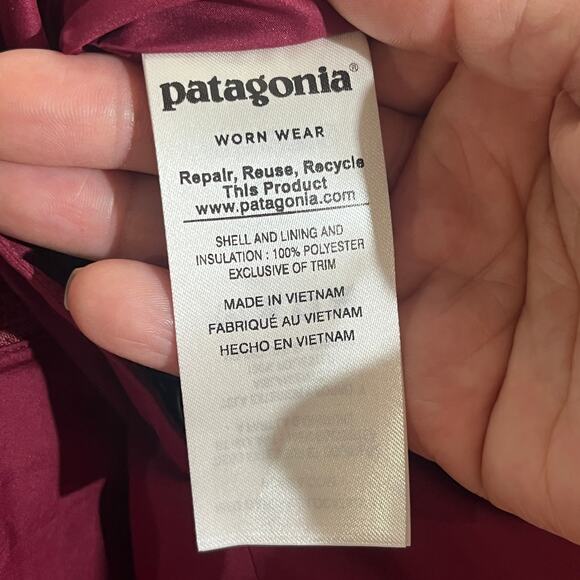 patagonia®
WORN WEAR
Repair, Reuse, Recycle
This Product
www.patagonia.com
SHELL AND LINING AND
INSULATION : 100% POLYESTER
EXCLUSIVE OF TRIM
MADE IN VIETNAM
FABRIQUÉ AU VIETNAM
HECHO EN VIETNAM